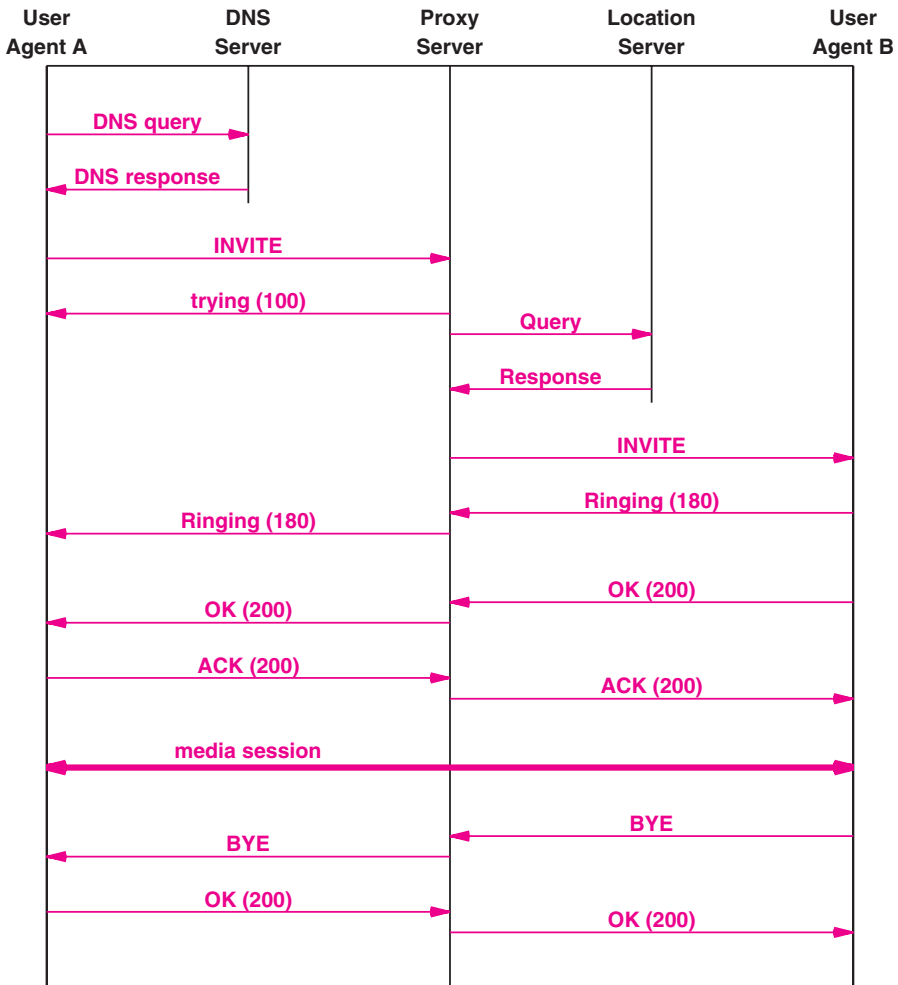 User Agent A
DNS Server
Proxy Server
Location Server
User Agent B
DNS query
DNS response
INVITE
trying (100)
Query
Response
INVITE
Ringing (180)
Ringing (180)
OK (200)
OK (200)
ACK (200)
ACK (200)
media session
BYE
BYE
OK (200)
OK (200)